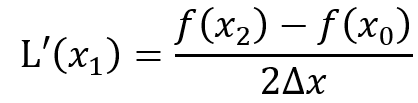 L′(x₁) = f(x₂) − f(x₀) / 2Δx